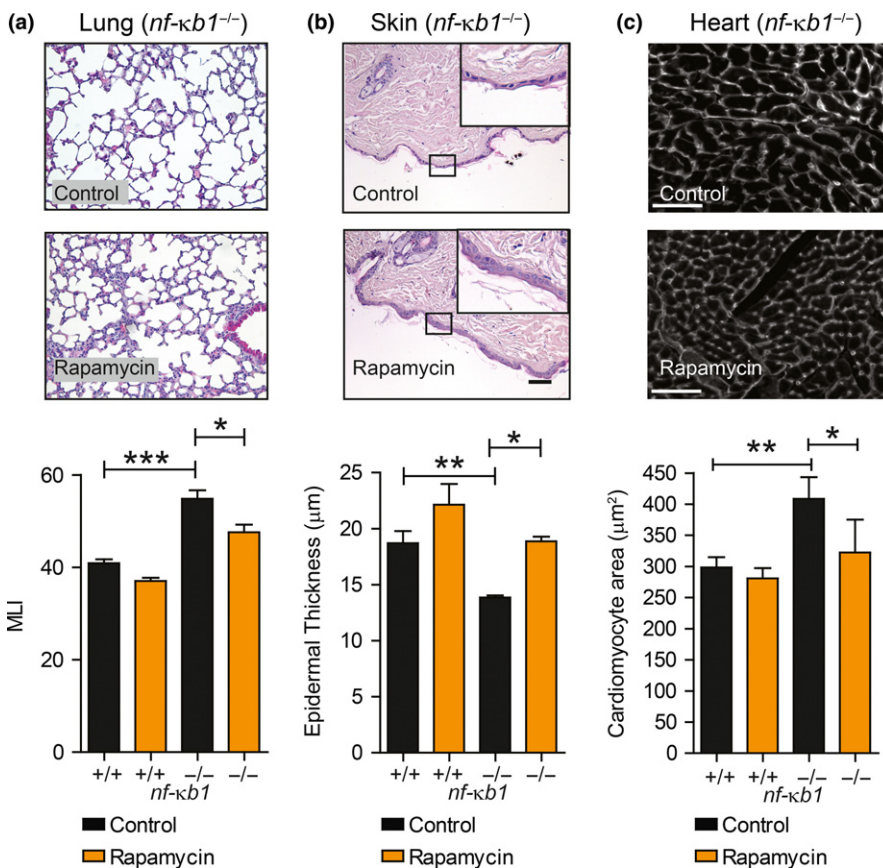 (a) Lung (nf-κb1–/–)
Control
Rapamycin
***
*
MLI
60
40
20
0
+/+ +/+ –/– –/–
nf-κb1
Control
Rapamycin
(b) Skin (nf-κb1–/–)
Control
Rapamycin
**
*
Epidermal Thickness (μm)
25
20
15
10
5
0
+/+ +/+ –/– –/–
nf-κb1
Control
Rapamycin
(c) Heart (nf-κb1–/–)
Control
Rapamycin
**
*
Cardiomyocyte area (μm²)
450
400
350
300
250
200
150
100
50
0
+/+ +/+ –/– –/–
nf-κb1
Control
Rapamycin